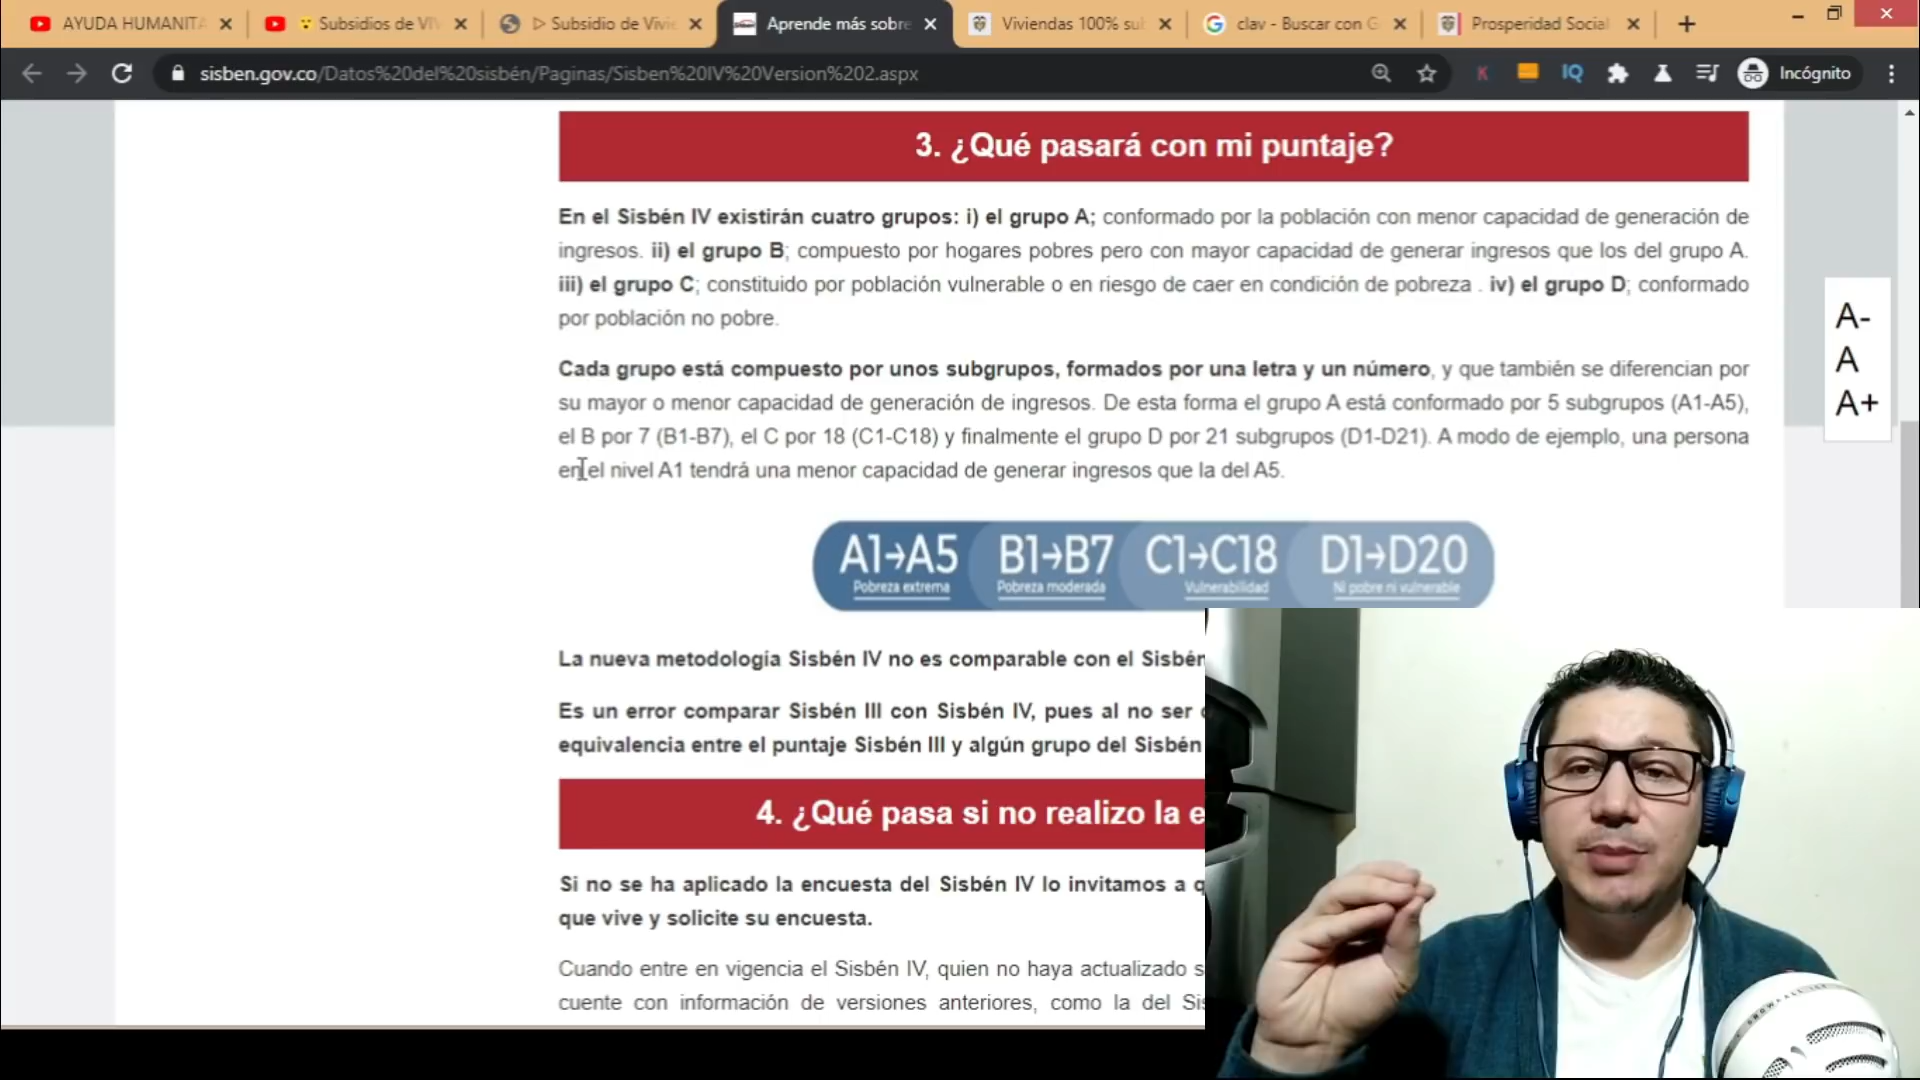 AYUDA HUMANITA
Subsidios de VIV
▷ Subsidio de Vivie
Aprende más sobre
Viviendas 100% sub
clav - Buscar con G
Prosperidad Social
sisben.gov.co/Datos%20del%20sisbén/Paginas/Sisben%20IV%20Version%202.aspx
K
IQ
Incógnito
3. ¿Qué pasará con mi puntaje?
En el Sisbén IV existirán cuatro grupos: i) el grupo A; conformado por la población con menor capacidad de generación de
ingresos. ii) el grupo B; compuesto por hogares pobres pero con mayor capacidad de generar ingresos que los del grupo A.
iii) el grupo C; constituido por población vulnerable o en riesgo de caer en condición de pobreza . iv) el grupo D; conformado
por población no pobre.
A-
A
A+
Cada grupo está compuesto por unos subgrupos, formados por una letra y un número, y que también se diferencian por
su mayor o menor capacidad de generación de ingresos. De esta forma el grupo A está conformado por 5 subgrupos (A1-A5),
el B por 7 (B1-B7), el C por 18 (C1-C18) y finalmente el grupo D por 21 subgrupos (D1-D21). A modo de ejemplo, una persona
en el nivel A1 tendrá una menor capacidad de generar ingresos que la del A5.
A1→A5 B1→B7 C1→C18 D1→D20
Pobreza extrema Pobreza moderada Vulnerabilidad Ni pobre ni vulnerable
La nueva metodología Sisbén IV no es comparable con el Sisbén
Es un error comparar Sisbén III con Sisbén IV, pues al no ser
equivalencia entre el puntaje Sisbén III y algún grupo del Sisbén
4. ¿Qué pasa si no realizo la e
Si no se ha aplicado la encuesta del Sisbén IV lo invitamos a q
que vive y solicite su encuesta.
Cuando entre en vigencia el Sisbén IV, quien no haya actualizado s
cuente con información de versiones anteriores, como la del Sis